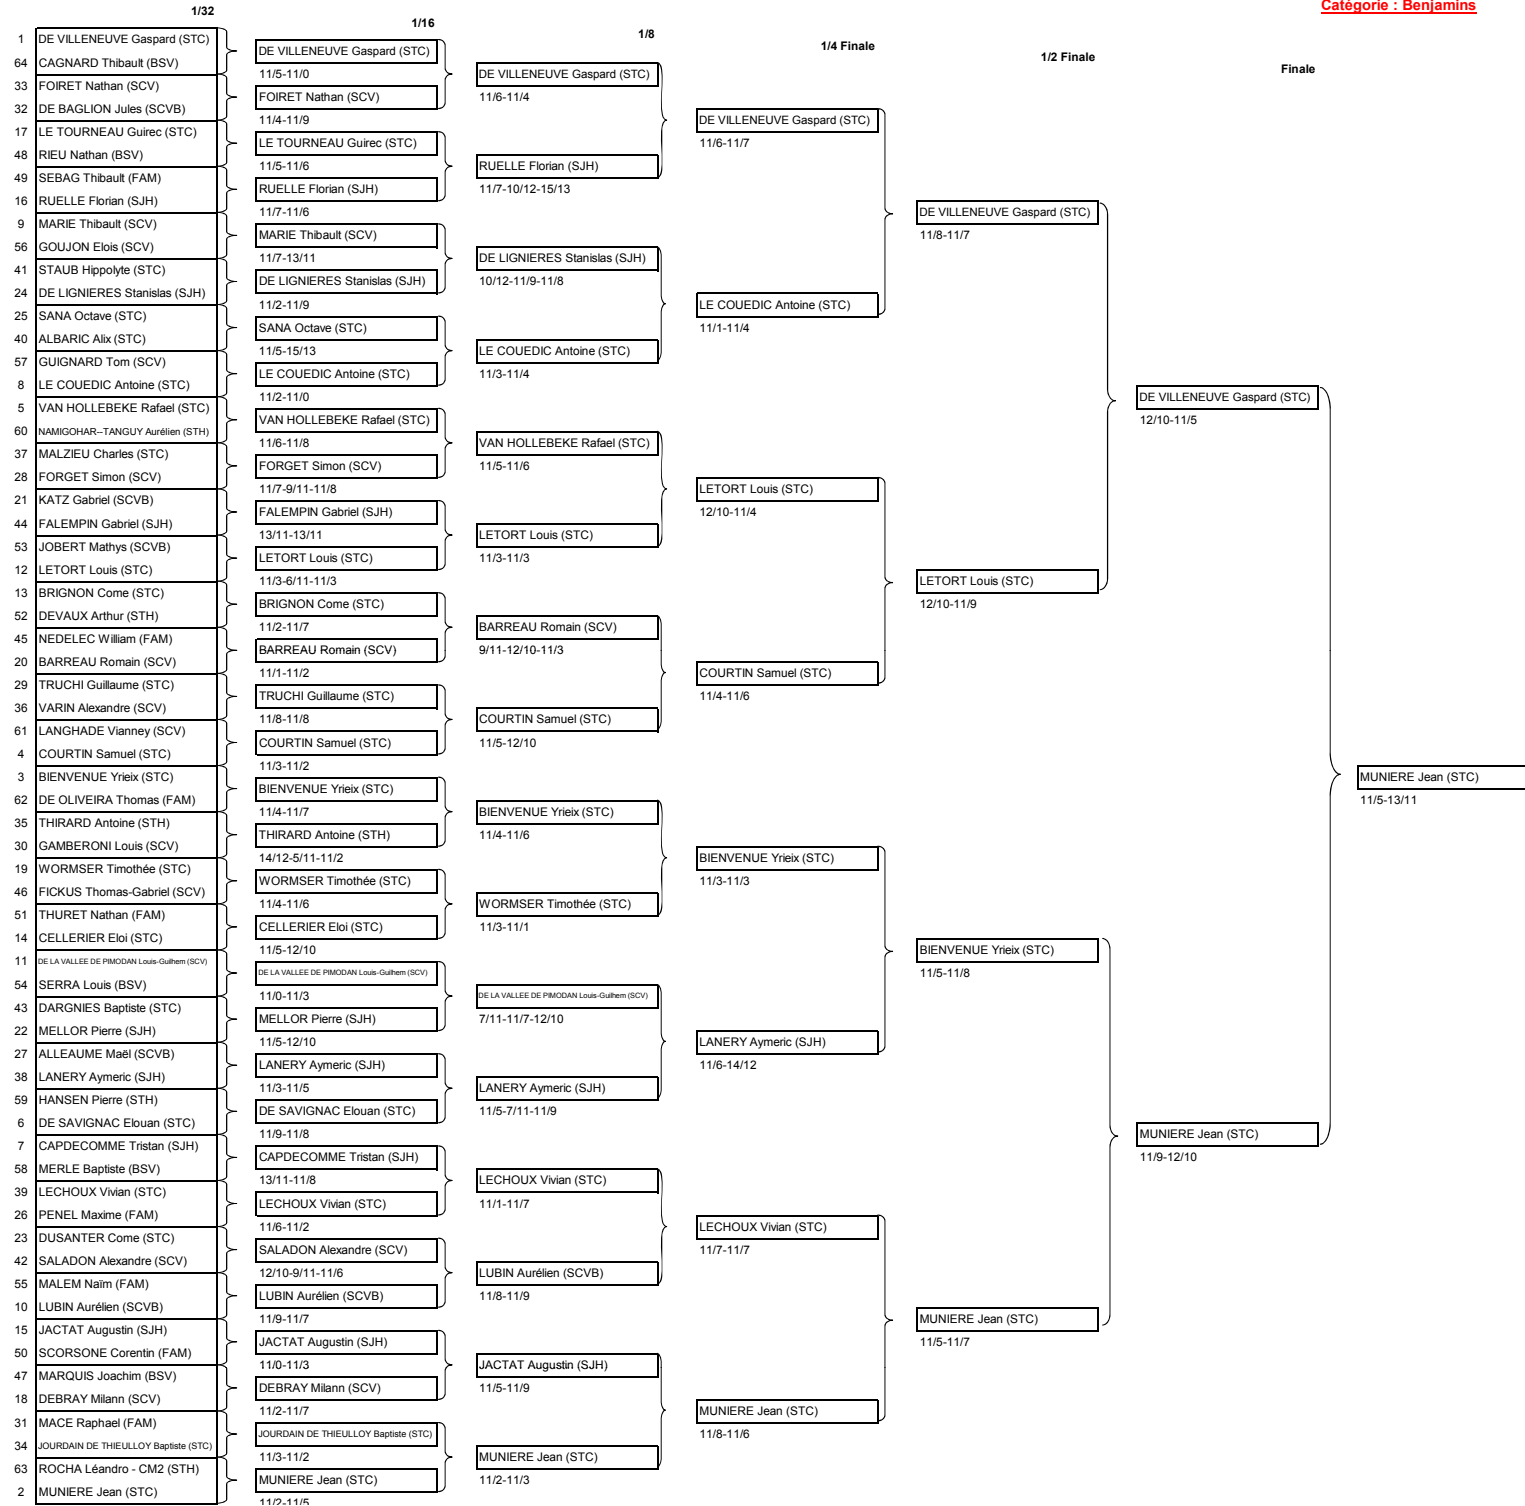 Catégorie : Benjamins
1/32
1/16
1/8
1/4 Finale
1/2 Finale
Finale
1 DE VILLENEUVE Gaspard (STC)
64 CAGNARD Thibault (BSV)
33 FOIRET Nathan (SCV)
32 DE BAGLION Jules (SCVB)
17 LE TOURNEAU Guirec (STC)
48 RIEU Nathan (BSV)
49 SEBAG Thibault (FAM)
16 RUELLE Florian (SJH)
9 MARIE Thibault (SCV)
56 GOUJON Elois (SCV)
41 STAUB Hippolyte (STC)
24 DE LIGNIERES Stanislas (SJH)
25 SANA Octave (STC)
40 ALBARIC Alix (STC)
57 GUIGNARD Tom (SCV)
8 LE COUEDIC Antoine (STC)
5 VAN HOLLEBEKE Rafael (STC)
60 NAMIGOHAR--TANGUY Aurélien (STH)
37 MALZIEU Charles (STC)
28 FORGET Simon (SCV)
21 KATZ Gabriel (SCVB)
44 FALEMPIN Gabriel (SJH)
53 JOBERT Mathys (SCVB)
12 LETORT Louis (STC)
13 BRIGNON Come (STC)
52 DEVAUX Arthur (STH)
45 NEDELEC William (FAM)
20 BARREAU Romain (SCV)
29 TRUCHI Guillaume (STC)
36 VARIN Alexandre (SCV)
61 LANGHADE Vianney (SCV)
4 COURTIN Samuel (STC)
3 BIENVENUE Yrieix (STC)
62 DE OLIVEIRA Thomas (FAM)
35 THIRARD Antoine (STH)
30 GAMBERONI Louis (SCV)
19 WORMSER Timothée (STC)
46 FICKUS Thomas-Gabriel (SCV)
51 THURET Nathan (FAM)
14 CELLERIER Eloi (STC)
11 DE LA VALLEE DE PIMODAN Louis-Guilhem (SCV)
54 SERRA Louis (BSV)
43 DARGNIES Baptiste (STC)
22 MELLOR Pierre (SJH)
27 ALLEAUME Maël (SCVB)
38 LANERY Aymeric (SJH)
59 HANSEN Pierre (STH)
6 DE SAVIGNAC Elouan (STC)
7 CAPDECOMME Tristan (SJH)
58 MERLE Baptiste (BSV)
39 LECHOUX Vivian (STC)
26 PENEL Maxime (FAM)
23 DUSANTER Come (STC)
42 SALADON Alexandre (SCV)
55 MALEM Naïm (FAM)
10 LUBIN Aurélien (SCVB)
15 JACTAT Augustin (SJH)
50 SCORSONE Corentin (FAM)
47 MARQUIS Joachim (BSV)
18 DEBRAY Milann (SCV)
31 MACE Raphael (FAM)
34 JOURDAIN DE THIEULLOY Baptiste (STC)
63 ROCHA Léandro - CM2 (STH)
2 MUNIERE Jean (STC)
DE VILLENEUVE Gaspard (STC)
11/5-11/0
FOIRET Nathan (SCV)
11/4-11/9
LE TOURNEAU Guirec (STC)
11/5-11/6
RUELLE Florian (SJH)
11/7-11/6
MARIE Thibault (SCV)
11/7-13/11
DE LIGNIERES Stanislas (SJH)
11/2-11/9
SANA Octave (STC)
11/5-15/13
LE COUEDIC Antoine (STC)
11/2-11/0
VAN HOLLEBEKE Rafael (STC)
11/6-11/8
FORGET Simon (SCV)
11/7-9/11-11/8
FALEMPIN Gabriel (SJH)
13/11-13/11
LETORT Louis (STC)
11/3-6/11-11/3
BRIGNON Come (STC)
11/2-11/7
BARREAU Romain (SCV)
11/1-11/2
TRUCHI Guillaume (STC)
11/8-11/8
COURTIN Samuel (STC)
11/3-11/2
BIENVENUE Yrieix (STC)
11/4-11/7
THIRARD Antoine (STH)
14/12-5/11-11/2
WORMSER Timothée (STC)
11/4-11/6
CELLERIER Eloi (STC)
11/5-12/10
DE LA VALLEE DE PIMODAN Louis-Guilhem (SCV)
11/0-11/3
MELLOR Pierre (SJH)
11/5-12/10
LANERY Aymeric (SJH)
11/3-11/5
DE SAVIGNAC Elouan (STC)
11/9-11/8
CAPDECOMME Tristan (SJH)
13/11-11/8
LECHOUX Vivian (STC)
11/6-11/2
SALADON Alexandre (SCV)
12/10-9/11-11/6
LUBIN Aurélien (SCVB)
11/9-11/7
JACTAT Augustin (SJH)
11/0-11/3
DEBRAY Milann (SCV)
11/2-11/7
JOURDAIN DE THIEULLOY Baptiste (STC)
11/3-11/2
MUNIERE Jean (STC)
11/2-11/5
DE VILLENEUVE Gaspard (STC)
11/6-11/4
RUELLE Florian (SJH)
11/7-10/12-15/13
DE LIGNIERES Stanislas (SJH)
10/12-11/9-11/8
LE COUEDIC Antoine (STC)
11/3-11/4
VAN HOLLEBEKE Rafael (STC)
11/5-11/6
LETORT Louis (STC)
11/3-11/3
BARREAU Romain (SCV)
9/11-12/10-11/3
COURTIN Samuel (STC)
11/5-12/10
BIENVENUE Yrieix (STC)
11/4-11/6
WORMSER Timothée (STC)
11/3-11/1
DE LA VALLEE DE PIMODAN Louis-Guilhem (SCV)
7/11-11/7-12/10
LANERY Aymeric (SJH)
11/5-7/11-11/9
LECHOUX Vivian (STC)
11/1-11/7
LUBIN Aurélien (SCVB)
11/8-11/9
JACTAT Augustin (SJH)
11/5-11/9
MUNIERE Jean (STC)
11/2-11/3
DE VILLENEUVE Gaspard (STC)
11/6-11/7
LE COUEDIC Antoine (STC)
11/1-11/4
LETORT Louis (STC)
12/10-11/4
COURTIN Samuel (STC)
11/4-11/6
BIENVENUE Yrieix (STC)
11/3-11/3
LANERY Aymeric (SJH)
11/6-14/12
LECHOUX Vivian (STC)
11/7-11/7
MUNIERE Jean (STC)
11/8-11/6
DE VILLENEUVE Gaspard (STC)
11/8-11/7
LETORT Louis (STC)
12/10-11/9
BIENVENUE Yrieix (STC)
11/5-11/8
MUNIERE Jean (STC)
11/5-11/7
DE VILLENEUVE Gaspard (STC)
12/10-11/5
MUNIERE Jean (STC)
11/9-12/10
MUNIERE Jean (STC)
11/5-13/11